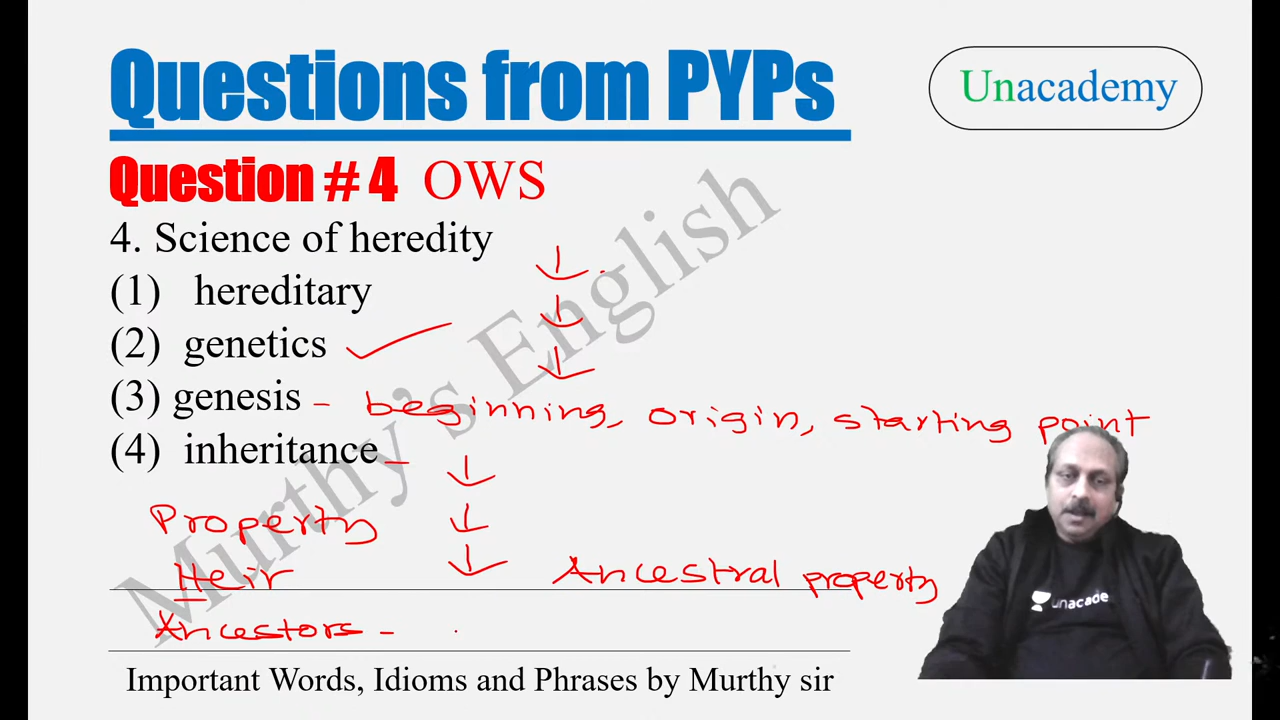 Questions from PYPs
Unacademy
Question # 4 OWS
4. Science of heredity
(1) hereditary
(2) genetics
(3) genesis - beginning, origin, starting point
(4) inheritance -
Property
Heir
Ancestral property
Ancestors -
Murthy's English
unacade
Important Words, Idioms and Phrases by Murthy sir